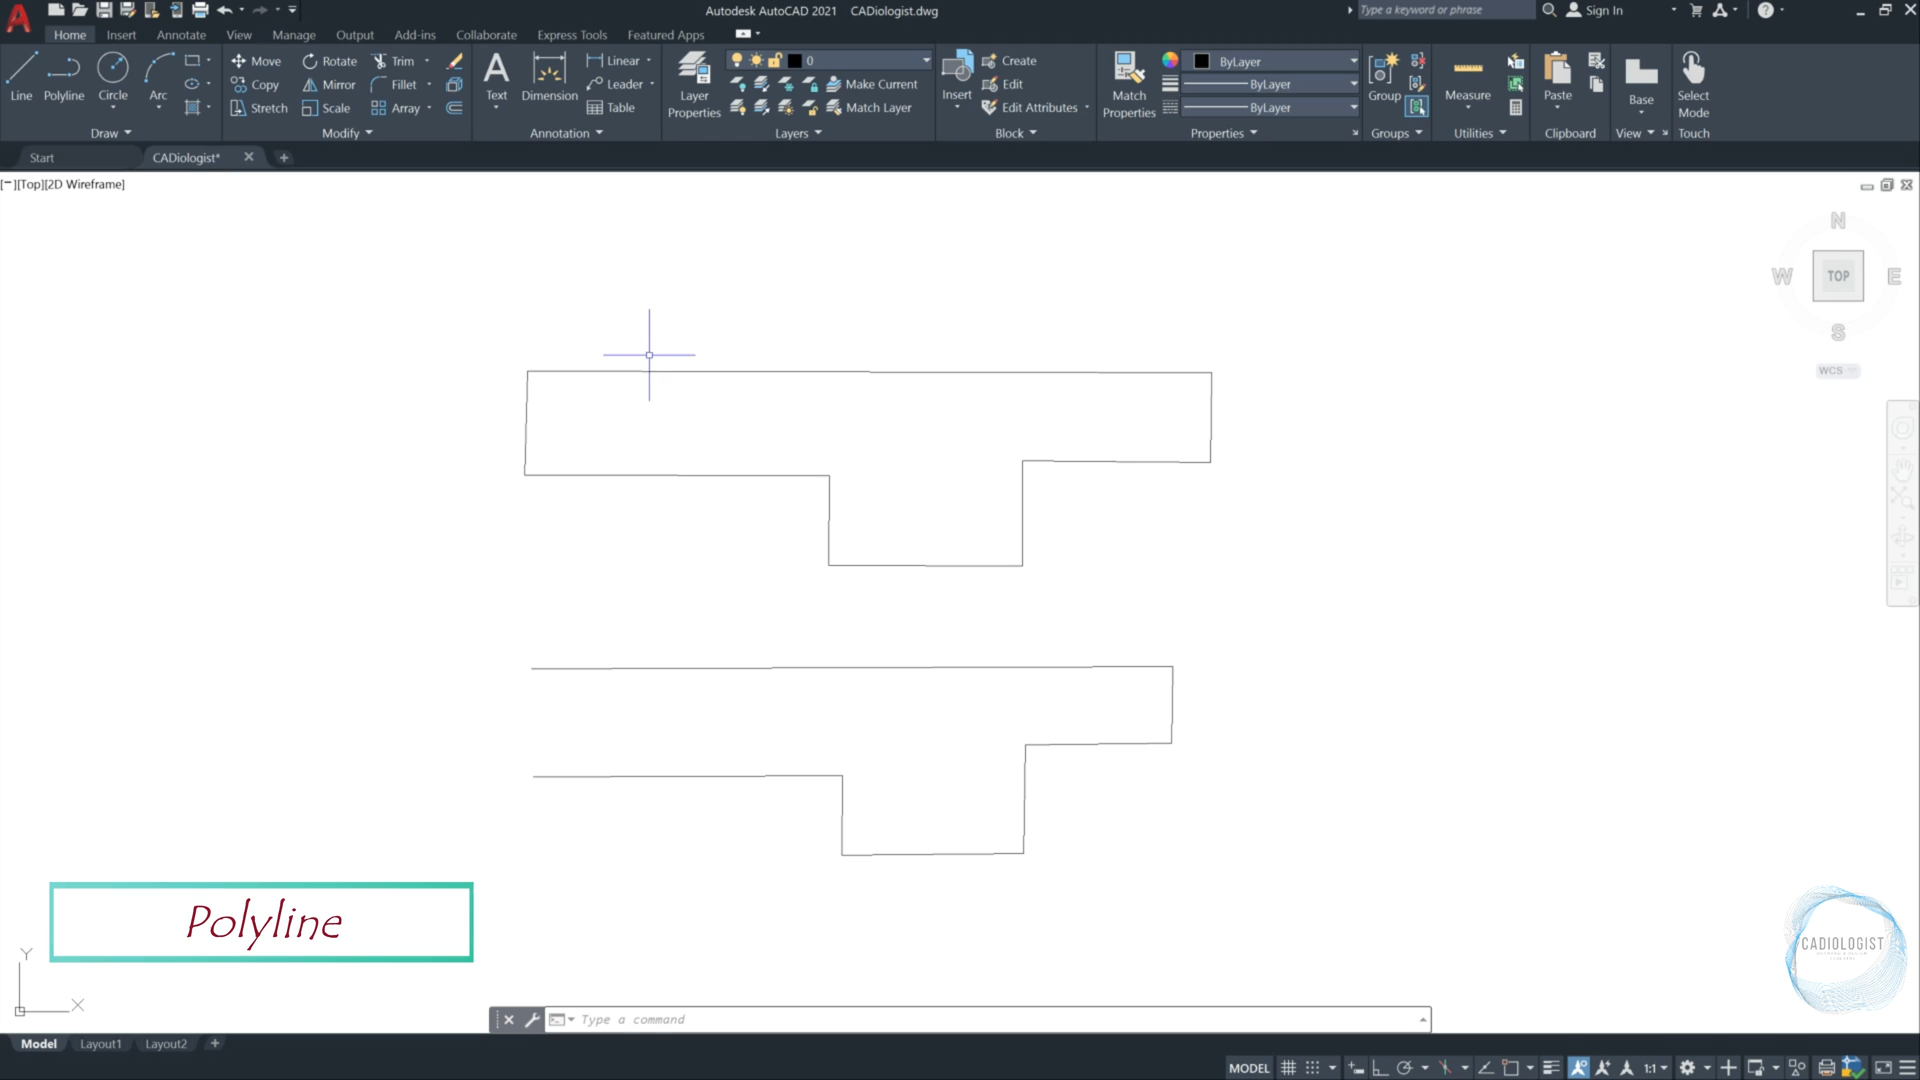 Autodesk AutoCAD 2021 CADiologist.dwg
Type a keyword or phrase
Sign In
Home Insert Annotate View Manage Output Add-ins Collaborate Express Tools Featured Apps
Line Polyline Circle Arc
Move Rotate Trim
Copy Mirror Fillet
Stretch Scale Array
Text Dimension
Linear
Leader
Table
Layer
Properties
0
Make Current
Match Layer
Insert
Create
Edit
Edit Attributes
Match
Properties
ByLayer
ByLayer
ByLayer
Group
Measure
Paste
Base
Select
Mode
Draw Modify Annotation Layers Block Properties Groups Utilities Clipboard View Touch
Start CADiologist*
[−][Top][2D Wireframe]
N
W TOP E
S
WCS
Polyline
CADIOLOGIST
Y
X
Type a command
Model Layout1 Layout2
MODEL 1:1